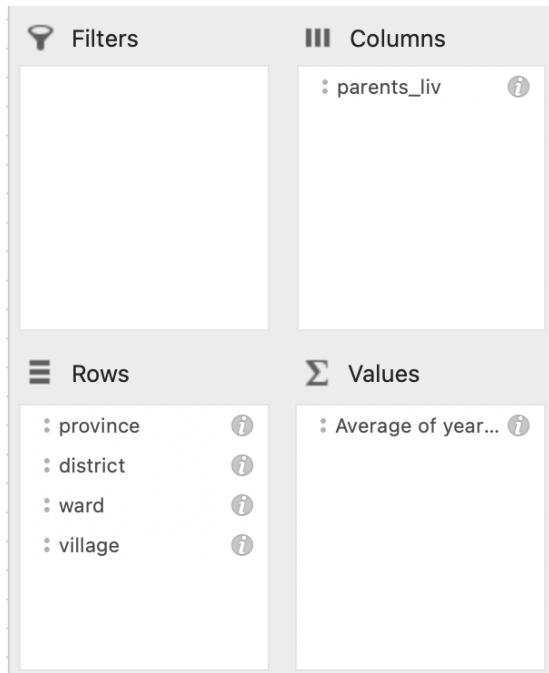 Filters
Columns
parents_liv
Rows
Values
province
district
ward
village
Average of year...